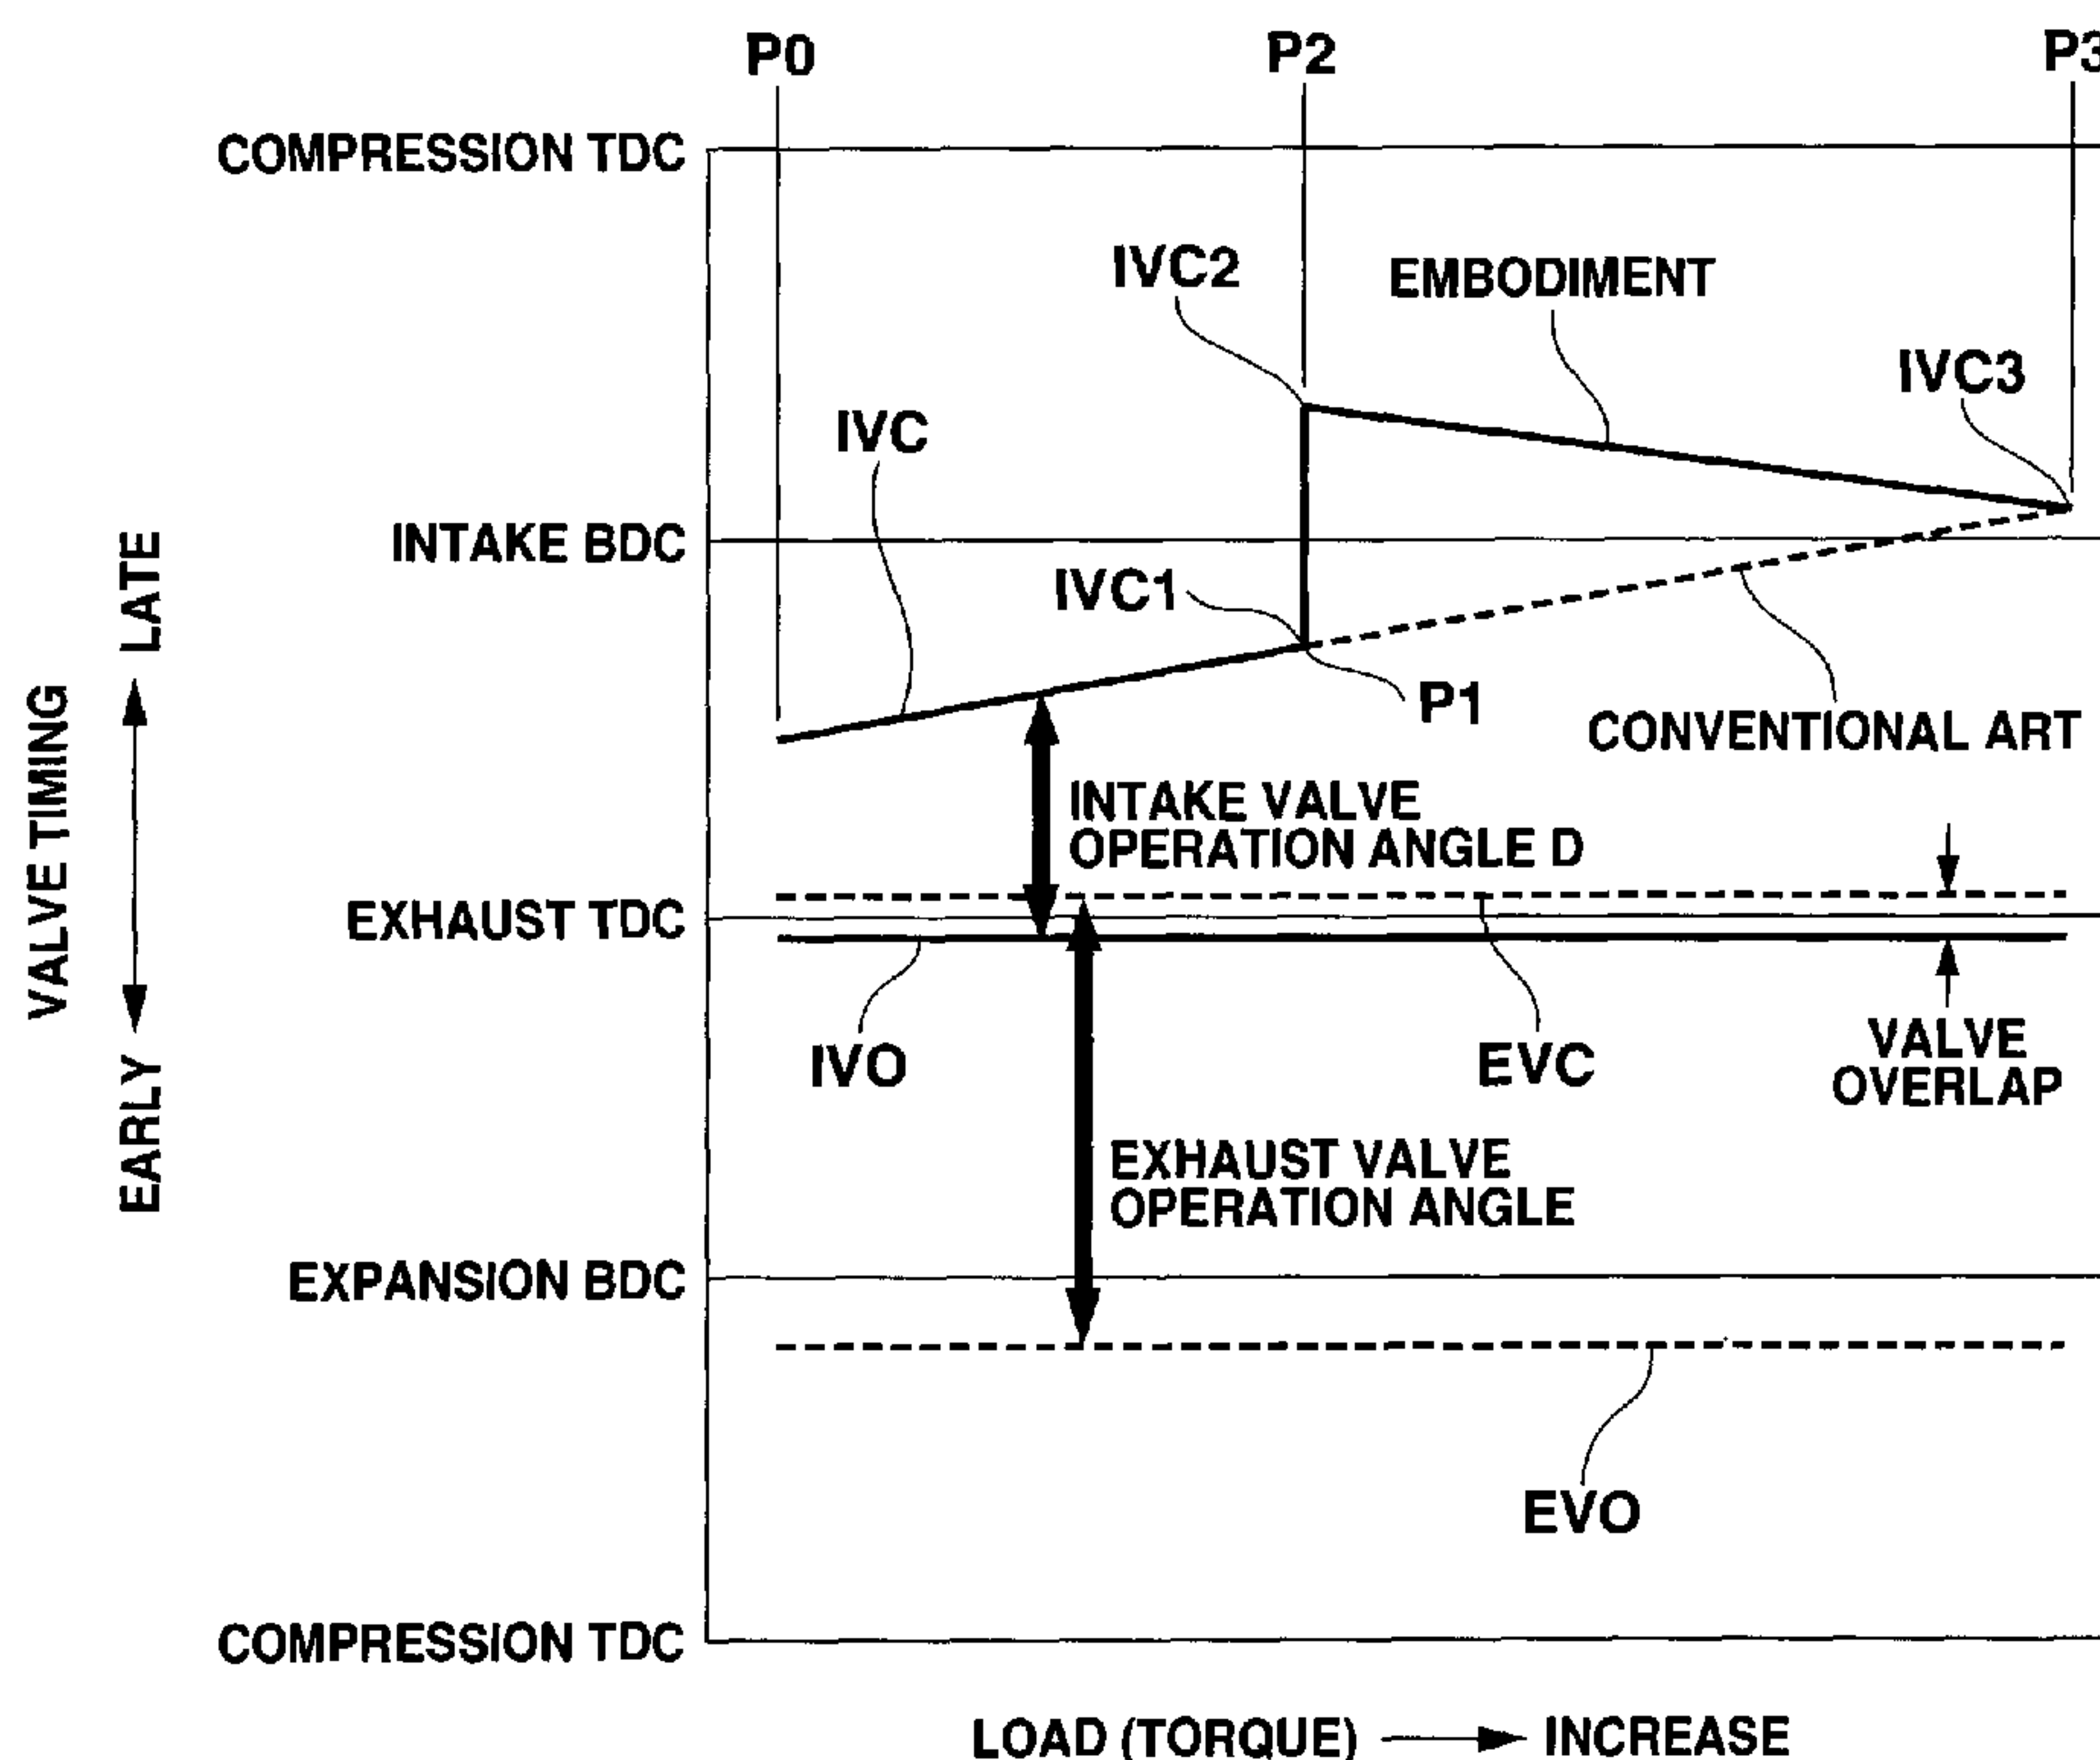 P0
P2
P3
COMPRESSION TDC
IVC2
EMBODIMENT
IVC3
IVC
INTAKE BDC
IVC1
P1
CONVENTIONAL ART
INTAKE VALVE
OPERATION ANGLE D
EXHAUST TDC
VALVE TIMING
EARLY
LATE
IVO
EVC
VALVE
OVERLAP
EXHAUST VALVE
OPERATION ANGLE
EXPANSION BDC
EVO
COMPRESSION TDC
LOAD (TORQUE) → INCREASE